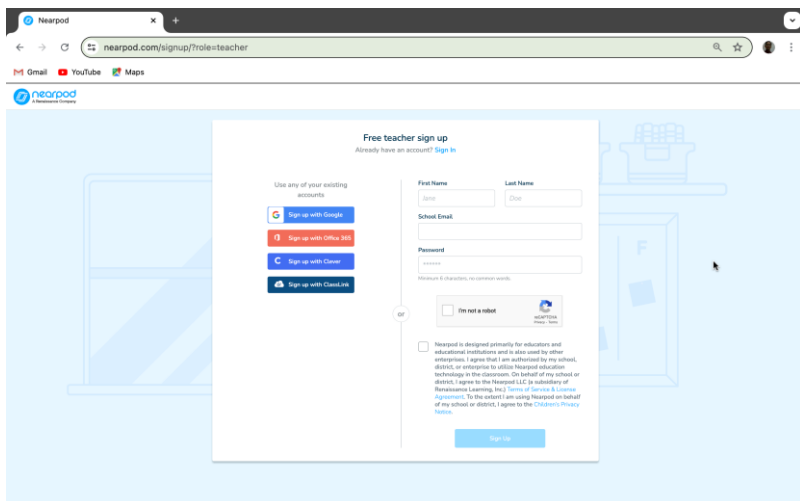 Nearpod
nearpod.com/signup/?role=teacher
Gmail YouTube Maps
nearpod
A Renaissance Company
Free teacher sign up
Already have an account? Sign In
Use any of your existing
accounts
Sign up with Google
Sign up with Office 365
Sign up with Clever
Sign up with ClassLink
or
First Name Last Name
Jane Doe
School Email
Password
Minimum 6 characters, no common words.
I'm not a robot
reCAPTCHA
Privacy - Terms
Nearpod is designed primarily for educators and
educational institutions and is also used by other
enterprises. I agree that I am authorized by my school,
district, or enterprise to utilize Nearpod education
technology in the classroom. On behalf of my school or
district, I agree to the Nearpod LLC (a subsidiary of
Renaissance Learning, Inc.) Terms of Service & License
Agreement. To the extent I am using Nearpod on behalf
of my school or district, I agree to the Children's Privacy
Notice.
Sign Up
F